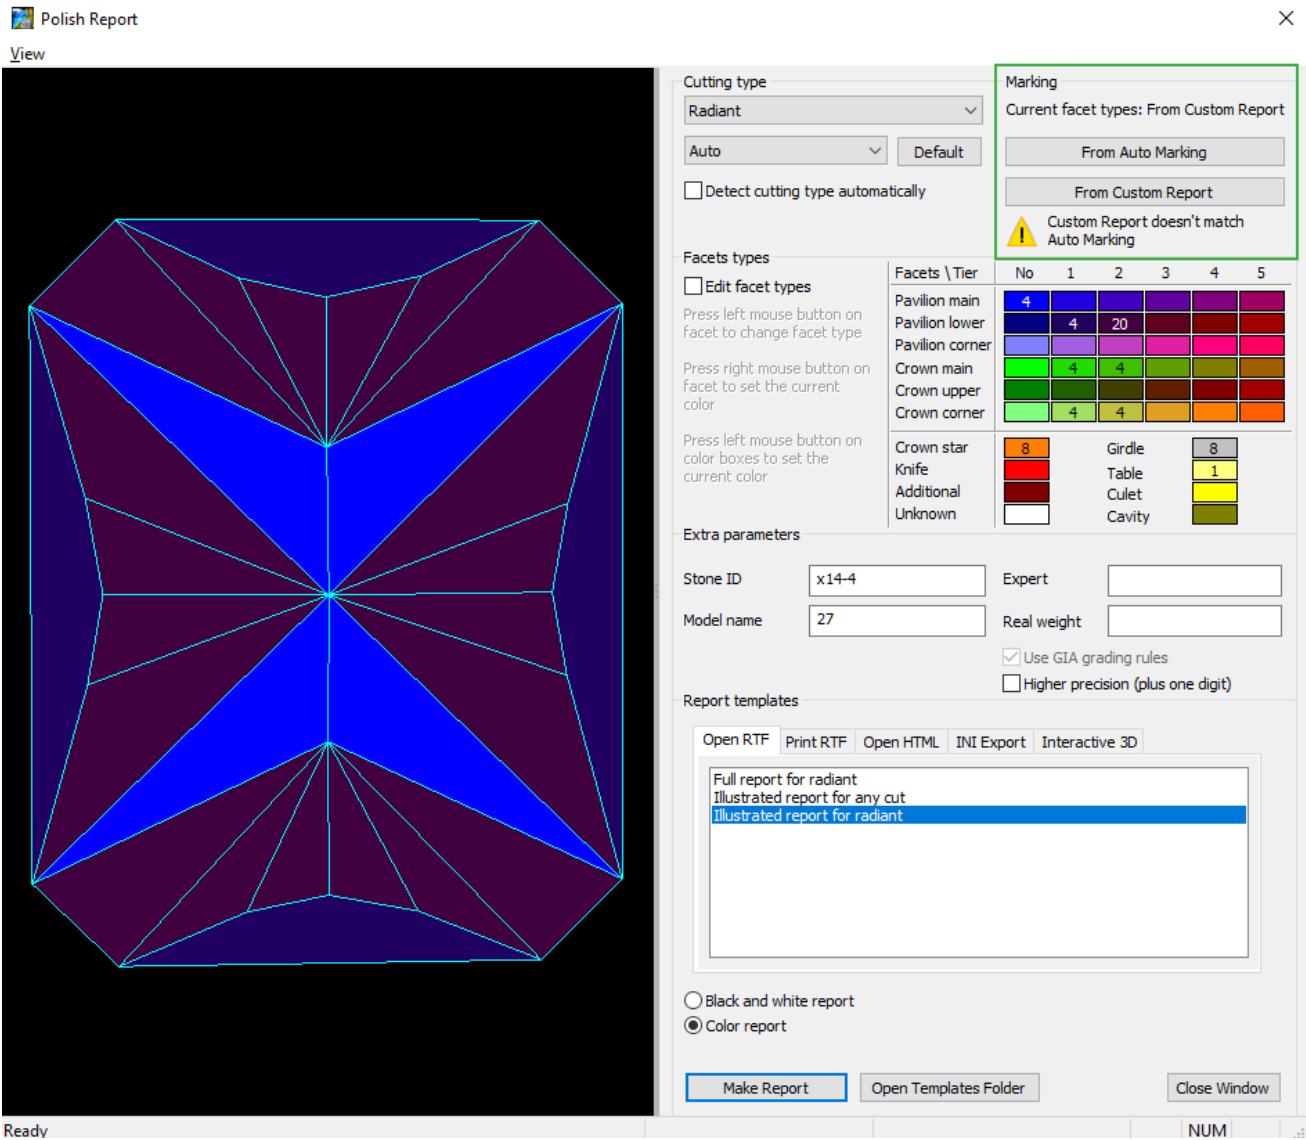 Polish Report
View
Cutting type
Radiant
Auto
Default
Detect cutting type automatically
Marking
Current facet types: From Custom Report
From Auto Marking
From Custom Report
Custom Report doesn't match
Auto Marking
Facets types
Edit facet types
Press left mouse button on
facet to change facet type
Press right mouse button on
facet to set the current
color
Press left mouse button on
color boxes to set the
current color
Facets \ Tier No 1 2 3 4 5
Pavilion main 4
Pavilion lower 4 20
Pavilion corner
Crown main 4 4
Crown upper
Crown corner 4 4
Crown star 8 Girdle 8
Knife Table 1
Additional Culet
Unknown Cavity
Extra parameters
Stone ID x14-4 Expert
Model name 27 Real weight
Use GIA grading rules
Higher precision (plus one digit)
Report templates
Open RTF Print RTF Open HTML INI Export Interactive 3D
Full report for radiant
Illustrated report for any cut
Illustrated report for radiant
Black and white report
Color report
Make Report Open Templates Folder Close Window
Ready NUM